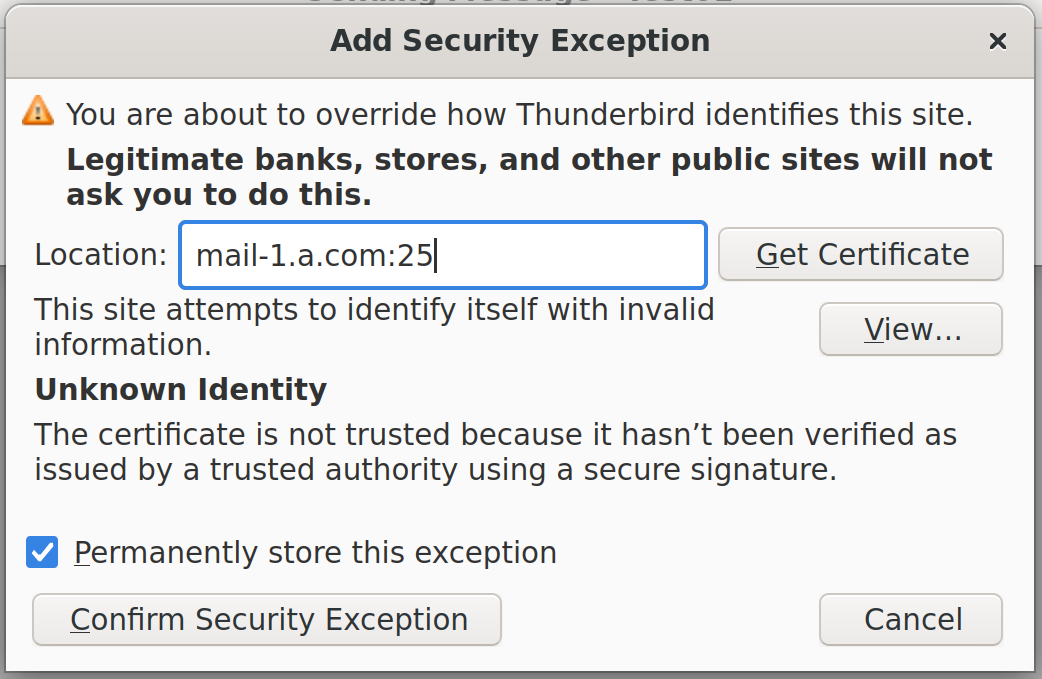 Add Security Exception
You are about to override how Thunderbird identifies this site.
Legitimate banks, stores, and other public sites will not
ask you to do this.
Location: mail-1.a.com:25 Get Certificate
This site attempts to identify itself with invalid
information.
View…
Unknown Identity
The certificate is not trusted because it hasn’t been verified as
issued by a trusted authority using a secure signature.
Permanently store this exception
Confirm Security Exception Cancel